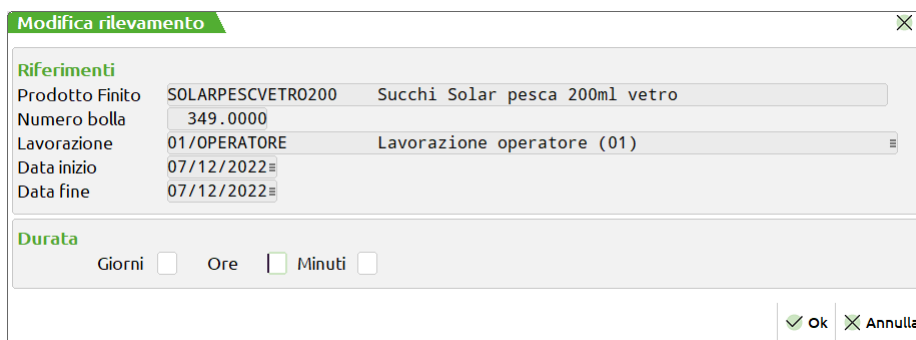 Modifica rilevamento
Riferimenti
Prodotto Finito SOLARPESCVETRO200 Succhi Solar pesca 200ml vetro
Numero bolla 349.0000
Lavorazione 01/OPERATORE Lavorazione operatore (01)
Data inizio 07/12/2022
Data fine 07/12/2022
Durata
Giorni Ore Minuti
Ok Annulla